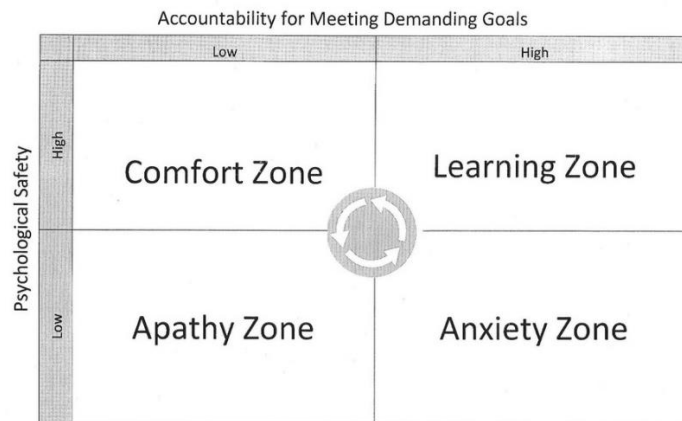 Accountability for Meeting Demanding Goals
Low
High
Psychological Safety
High
Comfort Zone
Learning Zone
Low
Apathy Zone
Anxiety Zone